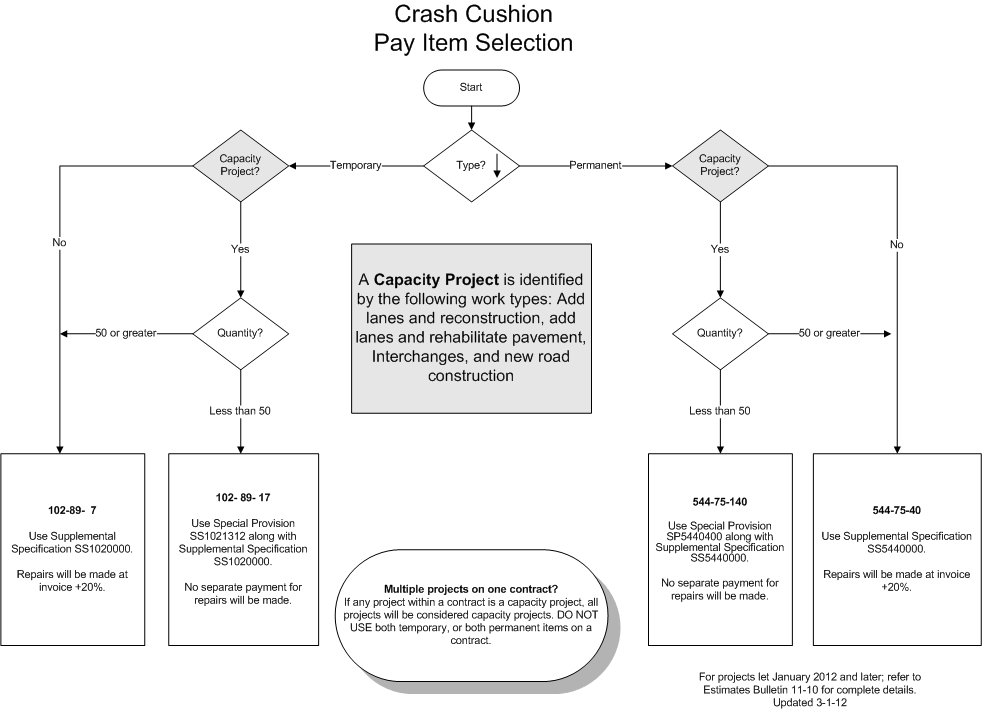 Crash Cushion
Pay Item Selection
Start
Type?
Temporary
Permanent
Capacity
Project?
Capacity
Project?
No
Yes
Yes
No
A Capacity Project is identified
by the following work types: Add
lanes and reconstruction, add
lanes and rehabilitate pavement,
Interchanges, and new road
construction
50 or greater
Quantity?
Quantity?
50 or greater
Less than 50
Less than 50
102-89- 7
Use Supplemental
Specification SS1020000.
Repairs will be made at
invoice +20%.
102- 89- 17
Use Special Provision
SS1021312 along with
Supplemental Specification
SS1020000.
No separate payment for
repairs will be made.
544-75-140
Use Special Provision
SP5440400 along with
Supplemental Specification
SS5440000.
No separate payment for
repairs will be made.
544-75-40
Use Supplemental Specification
SS5440000.
Repairs will be made at invoice
+20%.
Multiple projects on one contract?
If any project within a contract is a capacity project, all
projects will be considered capacity projects. DO NOT
USE both temporary, or both permanent items on a
contract.
For projects let January 2012 and later; refer to
Estimates Bulletin 11-10 for complete details.
Updated 3-1-12